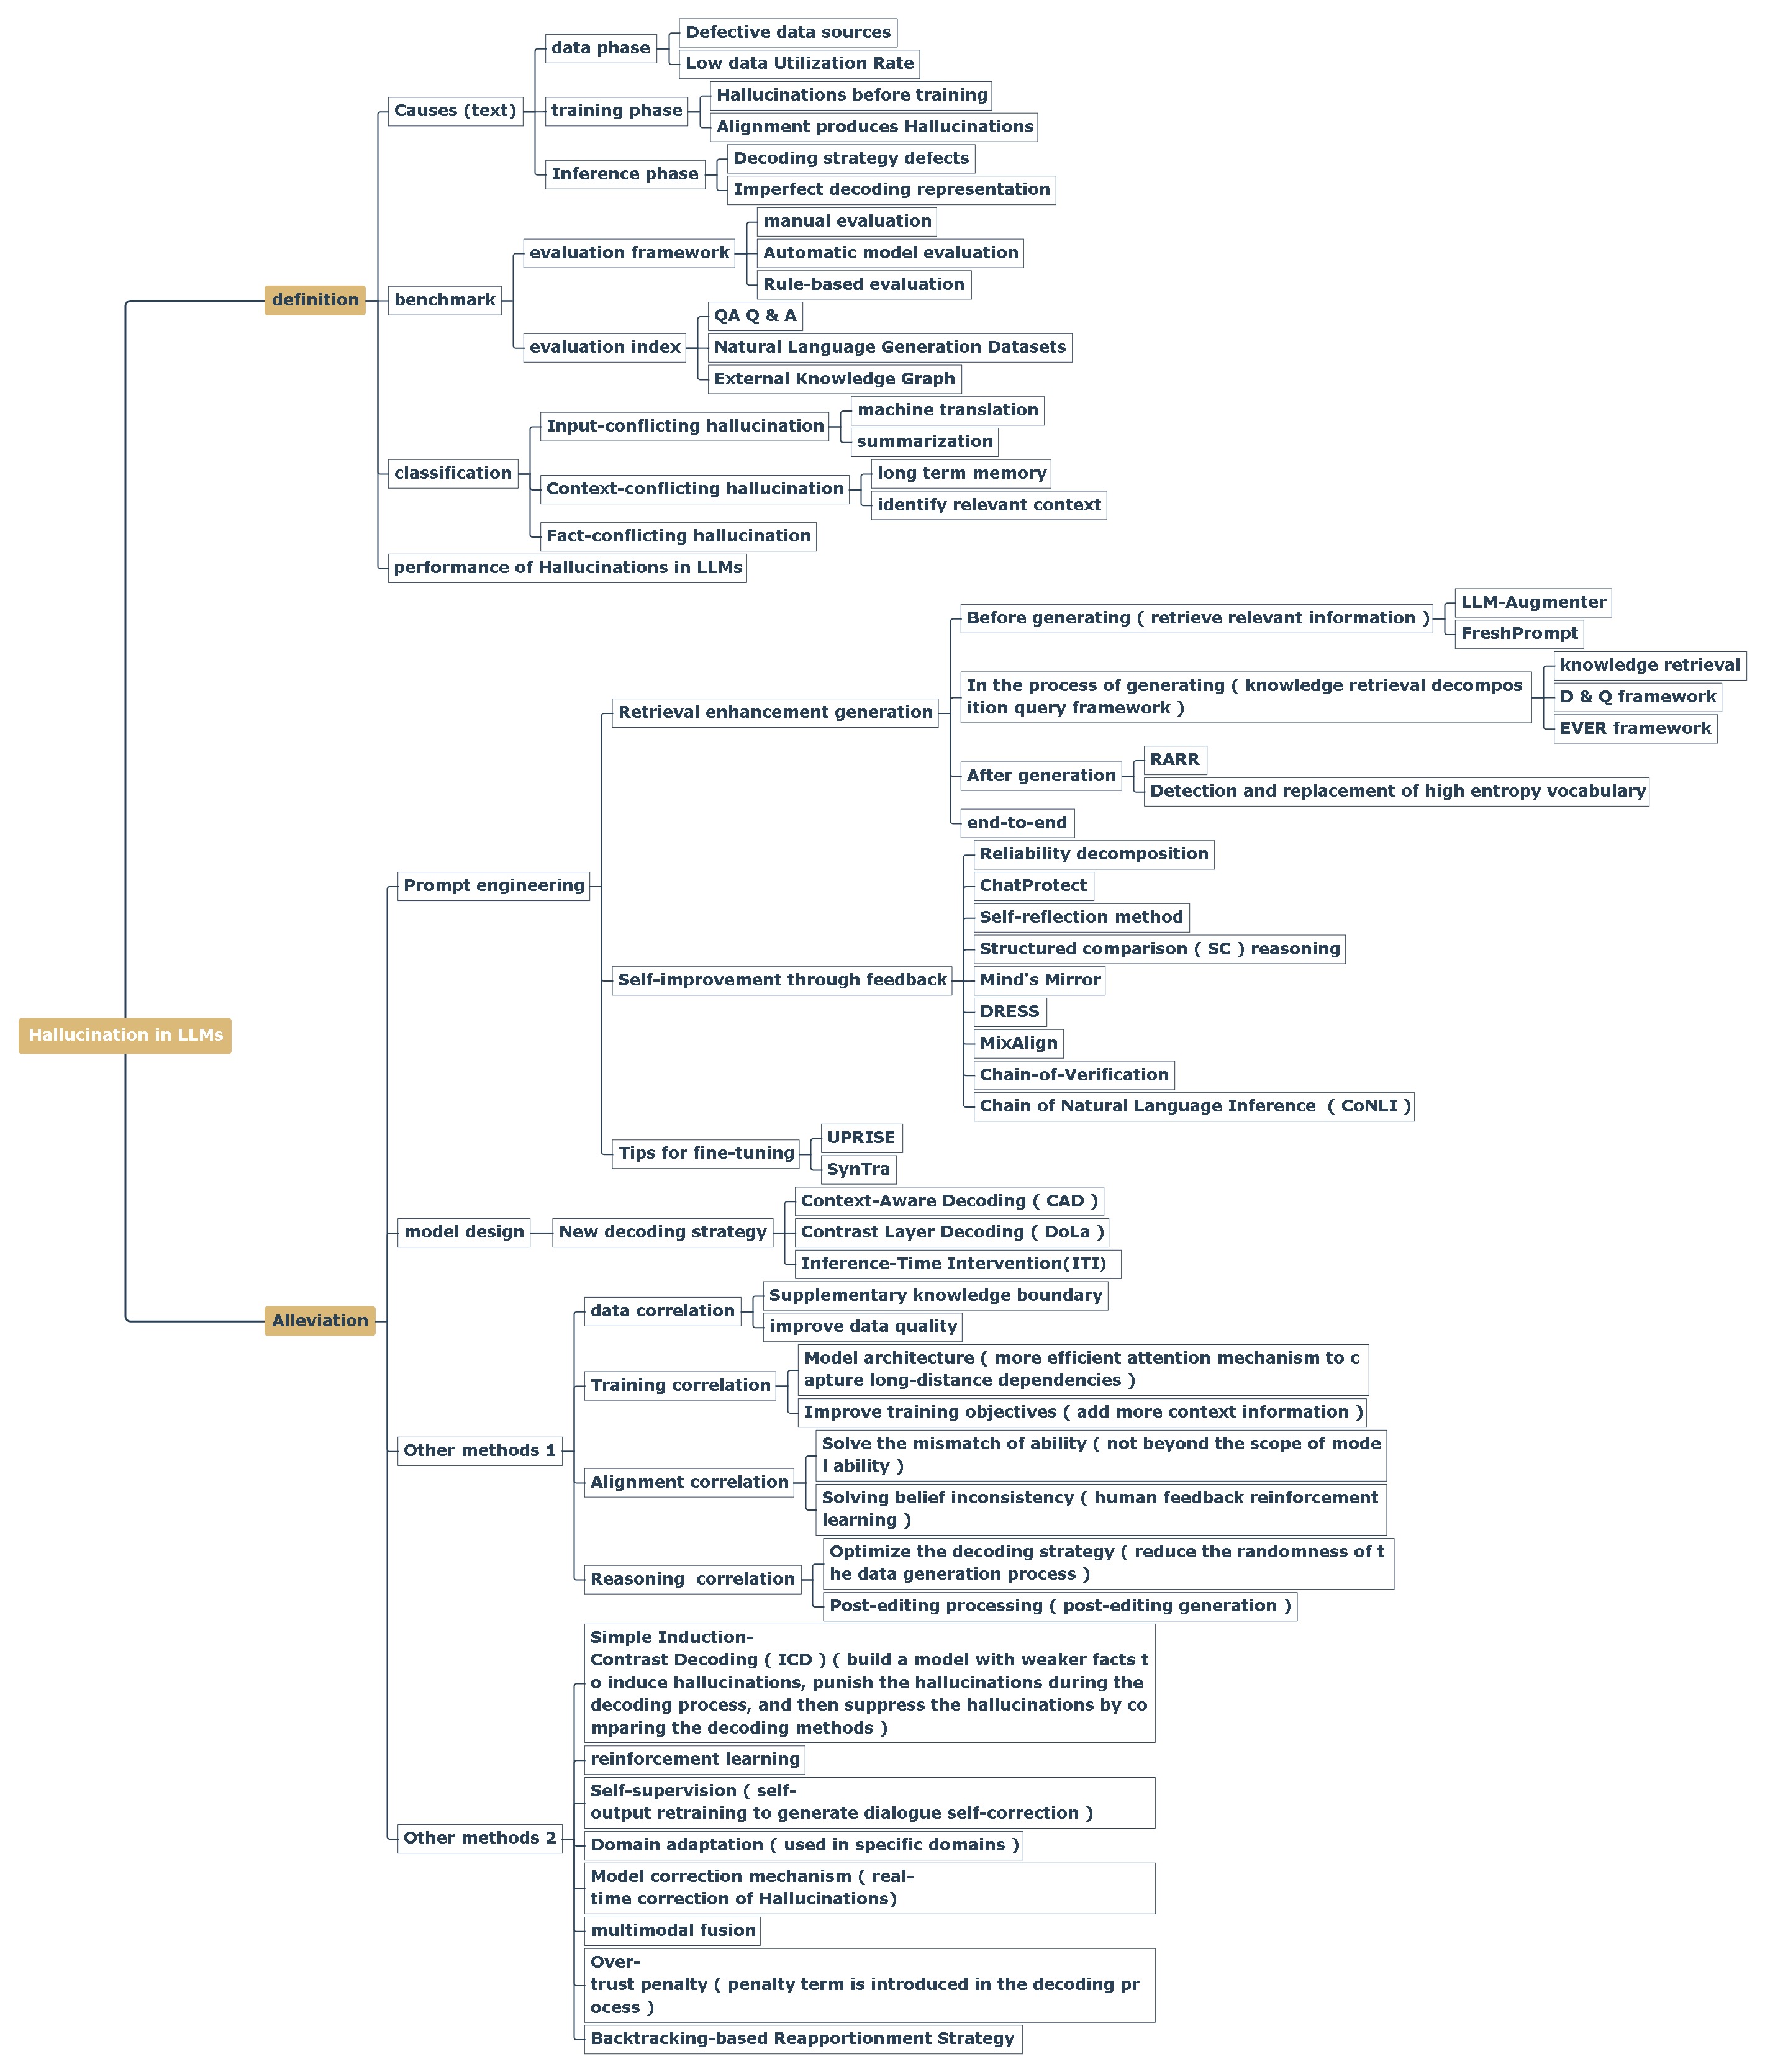 Defective data sources
data phase
Low data Utilization Rate
Hallucinations before training
Causes (text)
training phase
Alignment produces Hallucinations
Decoding strategy defects
Inference phase
Imperfect decoding representation
manual evaluation
evaluation framework
Automatic model evaluation
Rule-based evaluation
definition
benchmark
QA Q & A
evaluation index
Natural Language Generation Datasets
External Knowledge Graph
machine translation
Input-conflicting hallucination
summarization
classification
long term memory
Context-conflicting hallucination
identify relevant context
Fact-conflicting hallucination
performance of Hallucinations in LLMs
LLM-Augmenter
Before generating ( retrieve relevant information )
FreshPrompt
knowledge retrieval
In the process of generating ( knowledge retrieval decompos
ition query framework )
D & Q framework
EVER framework
Retrieval enhancement generation
RARR
After generation
Detection and replacement of high entropy vocabulary
end-to-end
Prompt engineering
Reliability decomposition
ChatProtect
Self-reflection method
Structured comparison ( SC ) reasoning
Self-improvement through feedback
Mind's Mirror
DRESS
MixAlign
Chain-of-Verification
Chain of Natural Language Inference  ( CoNLI )
Hallucination in LLMs
UPRISE
Tips for fine-tuning
SynTra
Context-Aware Decoding ( CAD )
model design
New decoding strategy
Contrast Layer Decoding ( DoLa )
Inference-Time Intervention(ITI)
Alleviation
Supplementary knowledge boundary
data correlation
improve data quality
Model architecture ( more efficient attention mechanism to c
apture long-distance dependencies )
Training correlation
Improve training objectives ( add more context information )
Other methods 1
Solve the mismatch of ability ( not beyond the scope of mode
l ability )
Alignment correlation
Solving belief inconsistency ( human feedback reinforcement
learning )
Optimize the decoding strategy ( reduce the randomness of t
he data generation process )
Reasoning  correlation
Post-editing processing ( post-editing generation )
Simple Induction-
Contrast Decoding ( ICD ) ( build a model with weaker facts t
o induce hallucinations, punish the hallucinations during the
decoding process, and then suppress the hallucinations by co
mparing the decoding methods )
reinforcement learning
Self-supervision ( self-
output retraining to generate dialogue self-correction )
Other methods 2
Domain adaptation ( used in specific domains )
Model correction mechanism ( real-
time correction of Hallucinations)
multimodal fusion
Over-
trust penalty ( penalty term is introduced in the decoding pr
ocess )
Backtracking-based Reapportionment Strategy